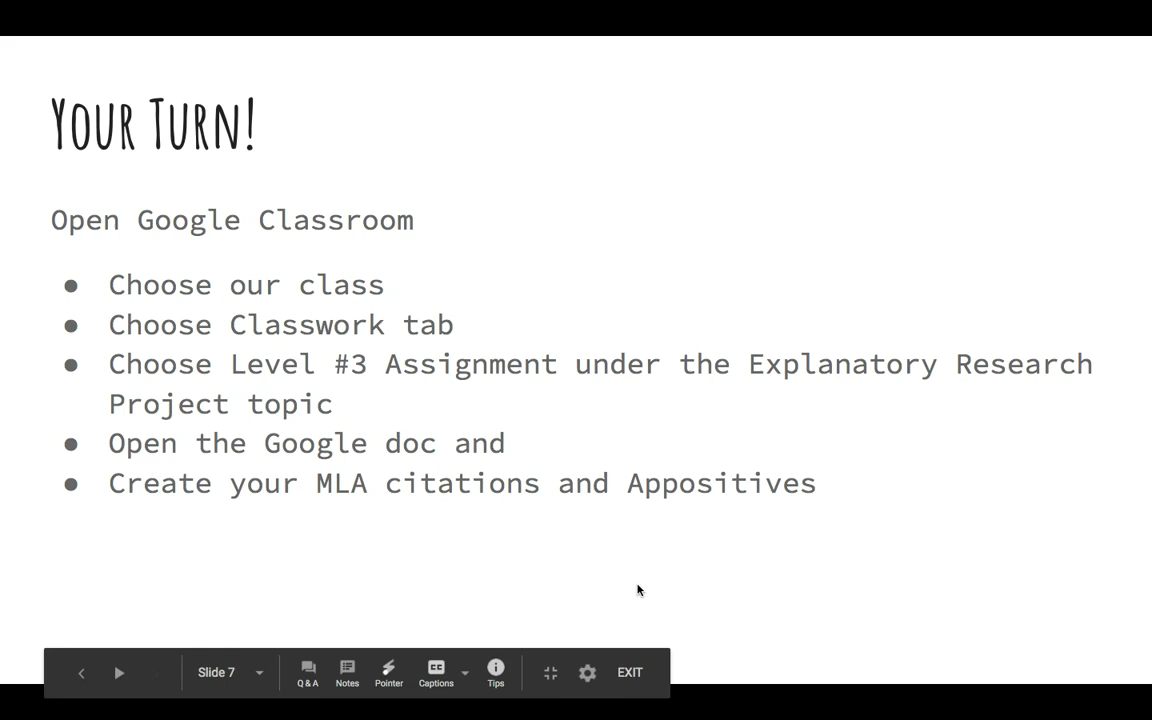 Your Turn!
Open Google Classroom
● Choose our class
● Choose Classwork tab
● Choose Level #3 Assignment under the Explanatory Research
Project topic
● Open the Google doc and
● Create your MLA citations and Appositives
Slide 7
Q & A
Notes
Pointer
CC
Captions
Tips
EXIT